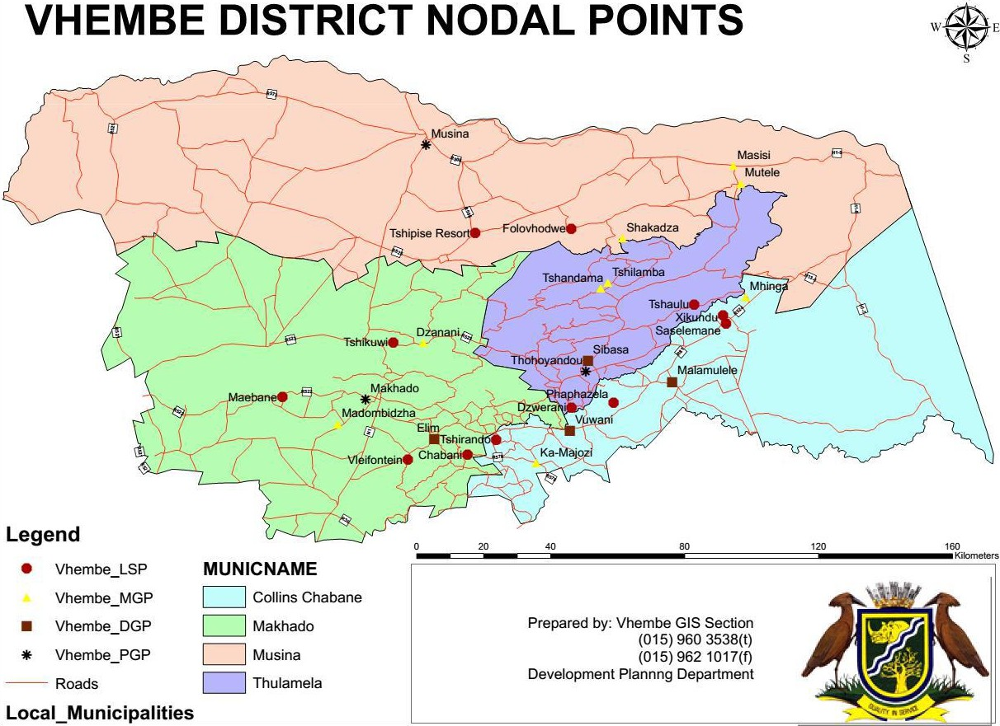 VHEMBE DISTRICT NODAL POINTS
W E
S
Musina
Masisi
Mutele
Tshipise Resort
Folovhodwe
Shakadza
Tshandama
Tshilamba
Mhinga
Tshaulu
Xikundu
Saselemane
Dzanani
Tshikuwi
Sibasa
Thohoyandou
Malamulele
Makhado
Maebane
Phaphazela
Dzwerani
Madombidzha
Vuwani
Elim
Tshirando
Chabani
Ka-Majozi
Vleifontein
Legend
Vhembe_LSP
Vhembe_MGP
Vhembe_DGP
Vhembe_PGP
Roads
Local_Municipalities
MUNICNAME
Collins Chabane
Makhado
Musina
Thulamela
0 20 40 80 120 160
Kilometers
Prepared by: Vhembe GIS Section
(015) 960 3538(t)
(015) 962 1017(f)
Development Plannng Department
QUALITY IN SERVICE